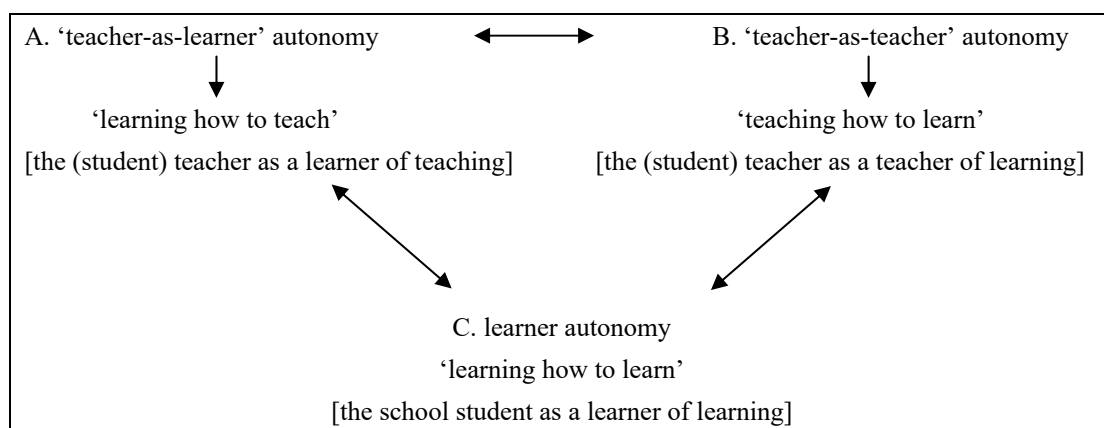 A. ‘teacher-as-learner’ autonomy B. ‘teacher-as-teacher’ autonomy
‘learning how to teach’ ‘teaching how to learn’
[the (student) teacher as a learner of teaching] [the (student) teacher as a teacher of learning]
C. learner autonomy
‘learning how to learn’
[the school student as a learner of learning]